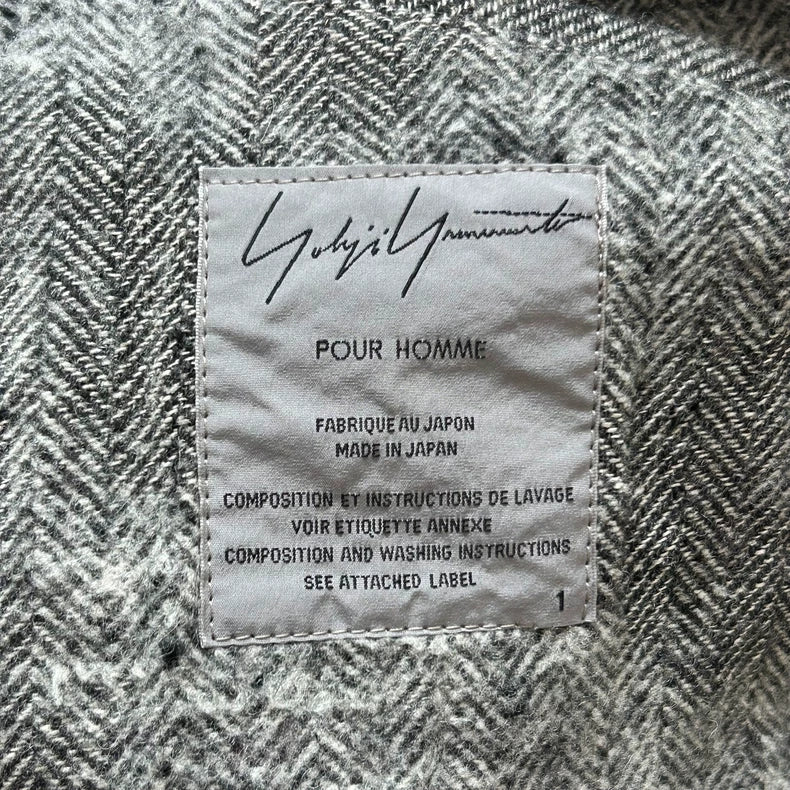 Yohji Yamamoto
POUR HOMME
FABRIQUE AU JAPON
MADE IN JAPAN
COMPOSITION ET INSTRUCTIONS DE LAVAGE
VOIR ETIQUETTE ANNEXE
COMPOSITION AND WASHING INSTRUCTIONS
SEE ATTACHED LABEL
1